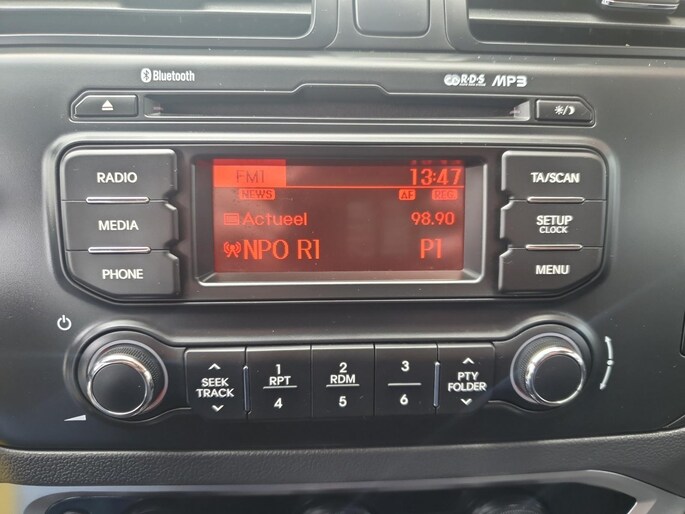 Bluetooth
R·D·S MP3
RADIO
MEDIA
PHONE
FM1 13:47
NEWS AF REG
Actueel 98.90
NPO R1 P1
TA/SCAN
SETUP
CLOCK
MENU
SEEK
TRACK
1
RPT
4
2
RDM
5
3
6
PTY
FOLDER